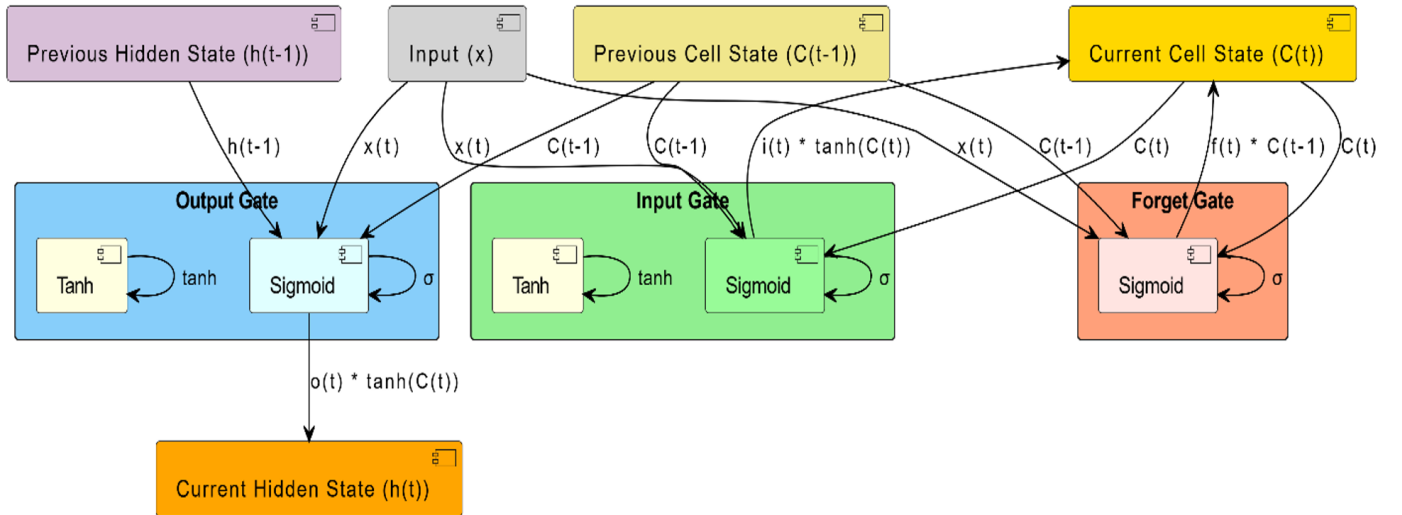 Previous Hidden State (h(t-1))
Input (x)
Previous Cell State (C(t-1))
Current Cell State (C(t))
h(t-1)
x(t)
x(t)
C(t-1)
C(t-1)
i(t) * tanh(C(t))
x(t)
C(t-1)
C(t)
f(t) * C(t-1)
C(t)
Output Gate
Input Gate
Forget Gate
Tanh
tanh
Sigmoid
σ
Tanh
tanh
Sigmoid
σ
Sigmoid
σ
o(t) * tanh(C(t))
Current Hidden State (h(t))